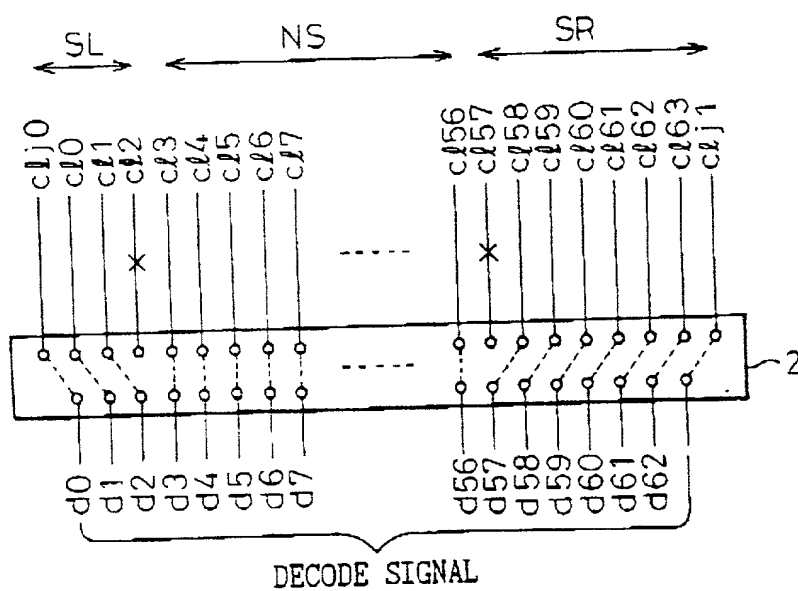 SL NS SR
cℓj0 cℓ0 cℓ1 cℓ2 cℓ3 cℓ4 cℓ5 cℓ6 cℓ7 cℓ56 cℓ57 cℓ58 cℓ59 cℓ60 cℓ61 cℓ62 cℓ63 cℓj1
2
d0 d1 d2 d3 d4 d5 d6 d7 d56 d57 d58 d59 d60 d61 d62
DECODE SIGNAL